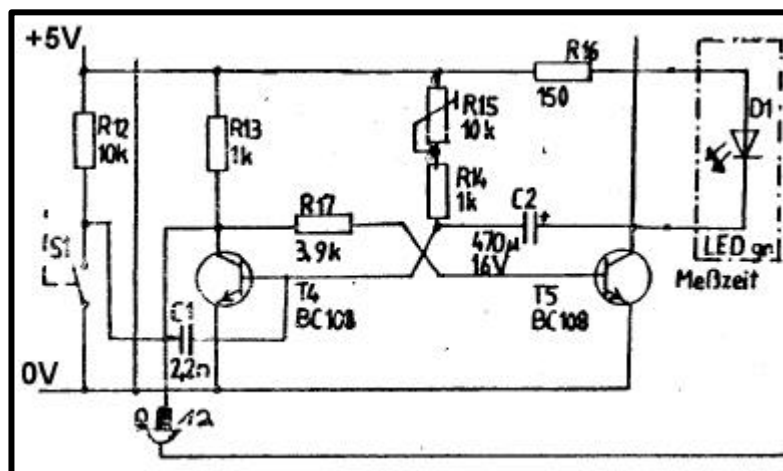 +5V
R12
10k
R13
1k
R15
10k
R14
1k
R16
150
D1
R17
3,9k
C2
+
470µ
16V
S1
T4
BC108
T5
BC108
LED gn
Meßzeit
C1
2,2n
0V
12